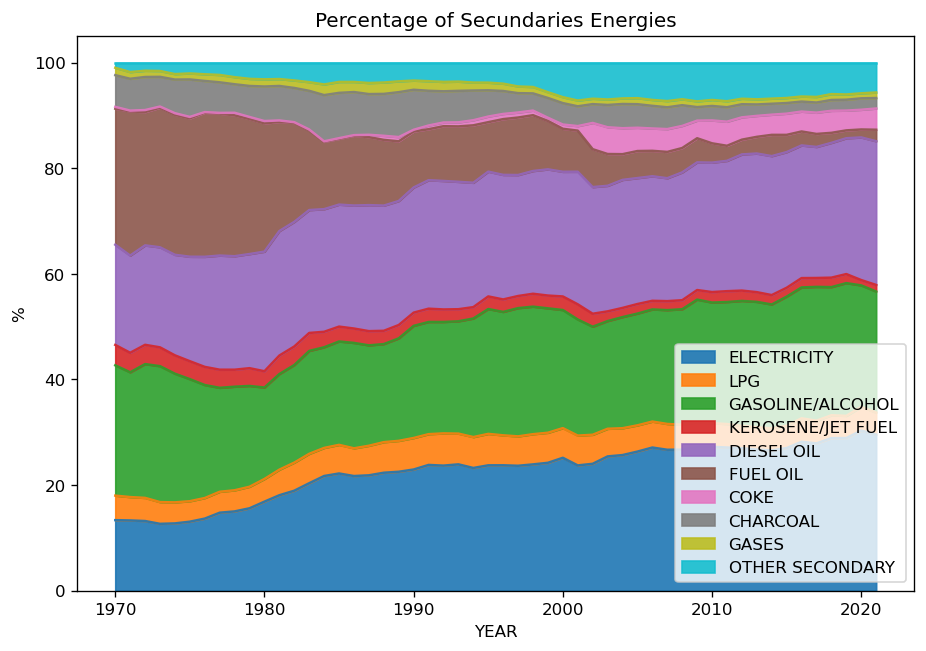 Percentage of Secundaries Energies
100
80
60
40
20
0
%
1970
1980
1990
2000
2010
2020
YEAR
ELECTRICITY
LPG
GASOLINE/ALCOHOL
KEROSENE/JET FUEL
DIESEL OIL
FUEL OIL
COKE
CHARCOAL
GASES
OTHER SECONDARY